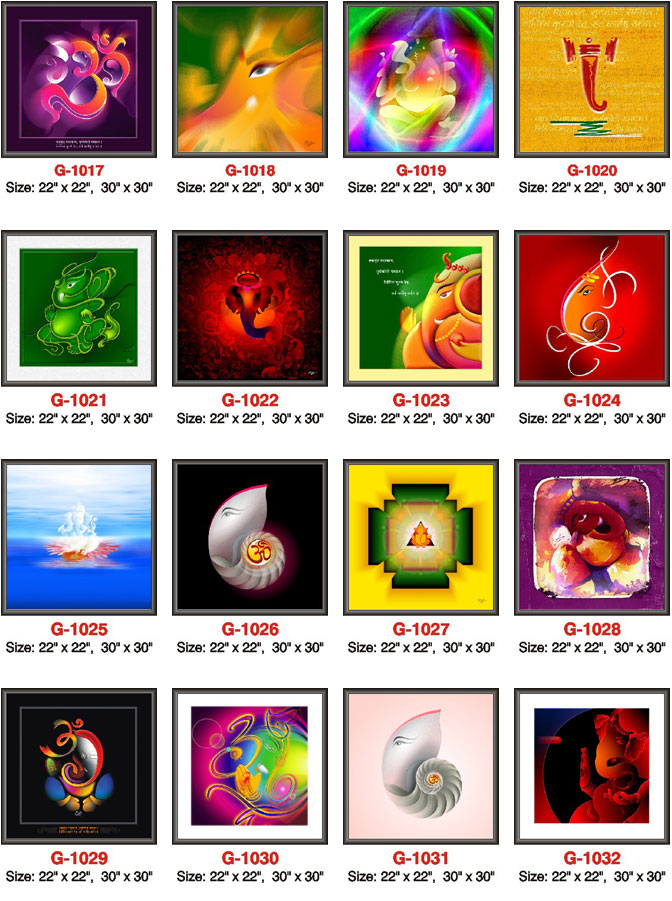 G-1017
Size: 22" x 22", 30" x 30"
G-1018
Size: 22" x 22", 30" x 30"
G-1019
Size: 22" x 22", 30" x 30"
G-1020
Size: 22" x 22", 30" x 30"
G-1021
Size: 22" x 22", 30" x 30"
G-1022
Size: 22" x 22", 30" x 30"
G-1023
Size: 22" x 22", 30" x 30"
G-1024
Size: 22" x 22", 30" x 30"
G-1025
Size: 22" x 22", 30" x 30"
ॐ
G-1026
Size: 22" x 22", 30" x 30"
G-1027
Size: 22" x 22", 30" x 30"
G-1028
Size: 22" x 22", 30" x 30"
G-1029
Size: 22" x 22", 30" x 30"
G-1030
Size: 22" x 22", 30" x 30"
ॐ
G-1031
Size: 22" x 22", 30" x 30"
G-1032
Size: 22" x 22", 30" x 30"